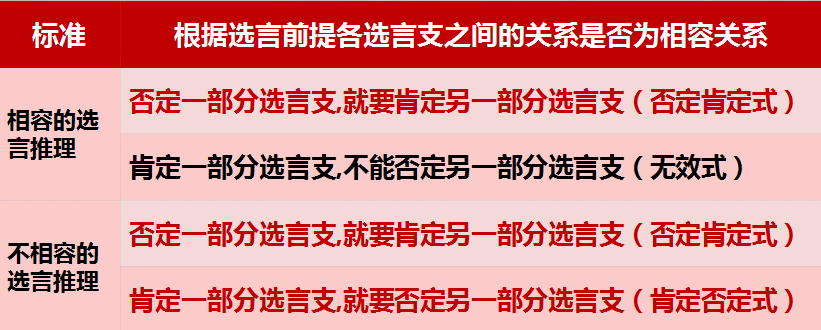 标准
根据选言前提各选言支之间的关系是否为相容关系
相容的选
言推理
否定一部分选言支,就要肯定另一部分选言支（否定肯定式）
肯定一部分选言支,不能否定另一部分选言支（无效式）
不相容的
选言推理
否定一部分选言支,就要肯定另一部分选言支（否定肯定式）
肯定一部分选言支,就要否定另一部分选言支（肯定否定式）